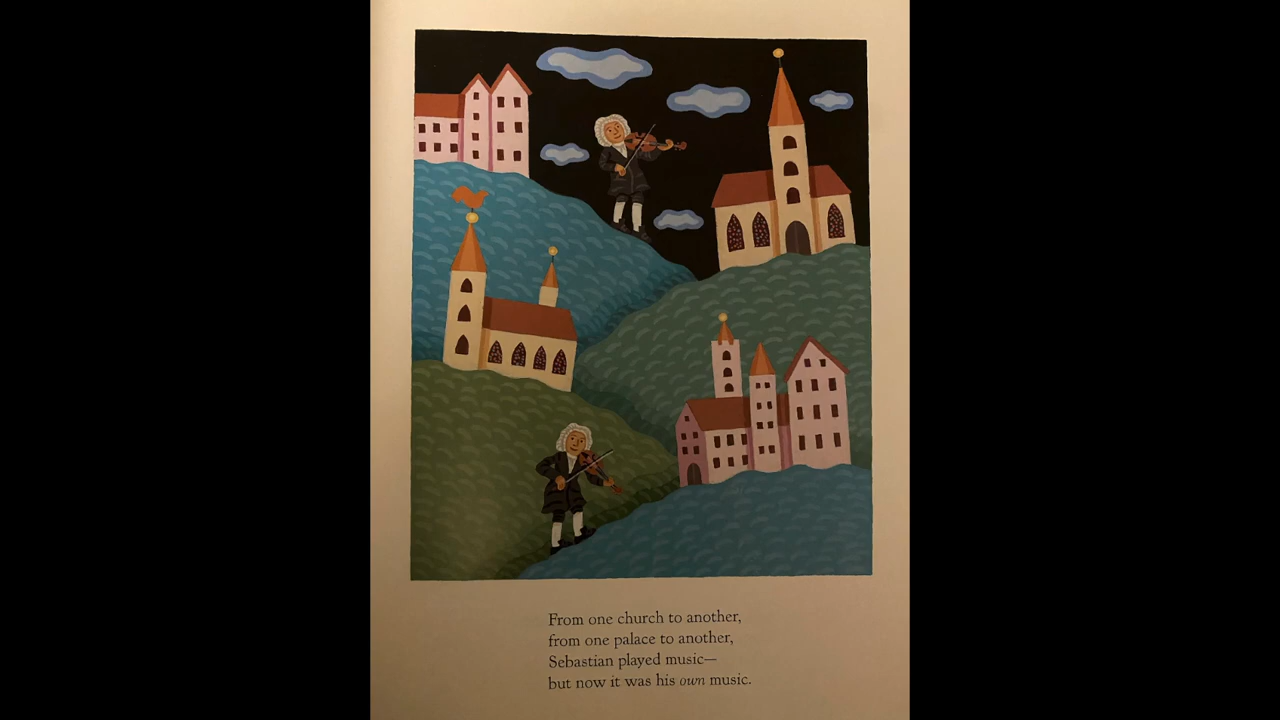 From one church to another,
from one palace to another,
Sebastian played music—
but now it was his own music.